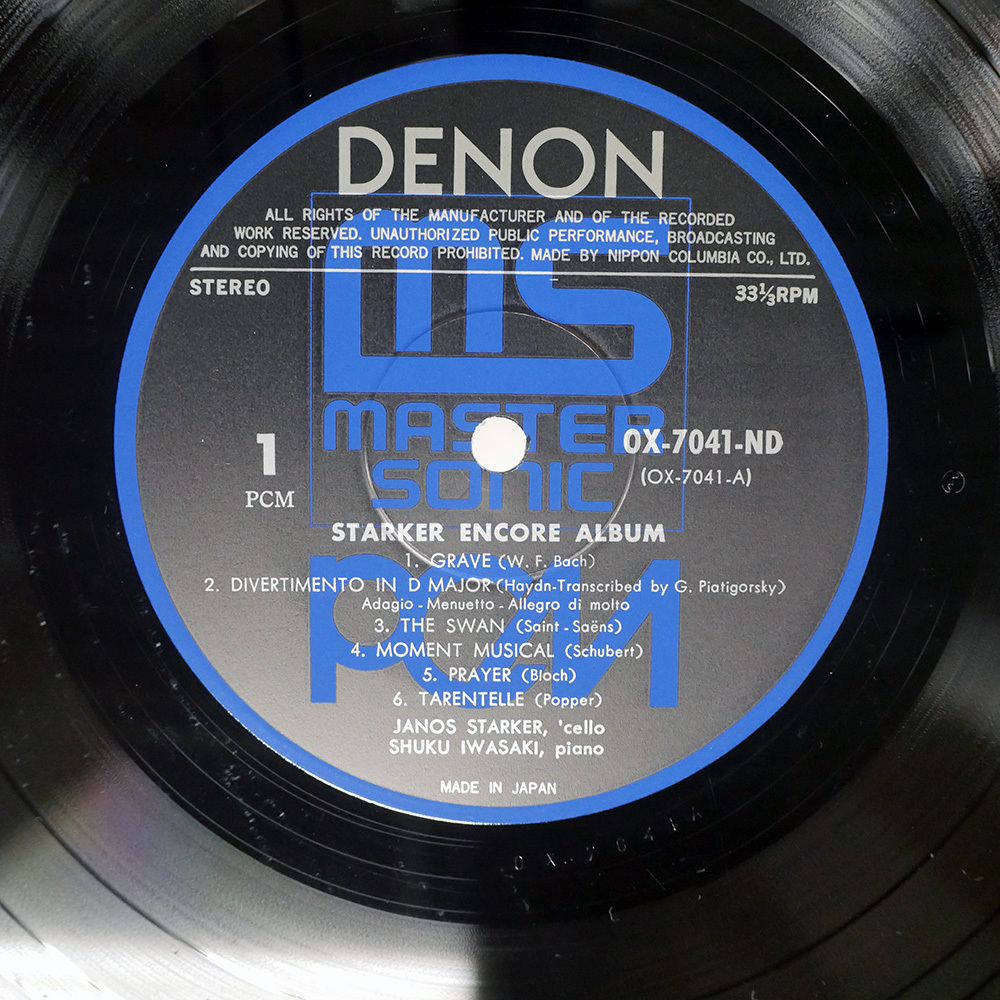 DENON
ALL RIGHTS OF THE MANUFACTURER AND OF THE RECORDED
WORK RESERVED. UNAUTHORIZED PUBLIC PERFORMANCE, BROADCASTING
AND COPYING OF THIS RECORD PROHIBITED. MADE BY NIPPON COLUMBIA CO., LTD.
STEREO
33⅓RPM
ms
MASTER
SONIC
1
PCM
OX-7041-ND
(OX-7041-A)
STARKER ENCORE ALBUM
1. GRAVE (W. F. Bach)
2. DIVERTIMENTO IN D MAJOR (Haydn-Transcribed by G. Piatigorsky)
Adagio - Menuetto - Allegro di molto
3. THE SWAN (Saint-Saëns)
4. MOMENT MUSICAL (Schubert)
5. PRAYER (Bloch)
6. TARENTELLE (Popper)
PCM
JANOS STARKER, 'cello
SHUKU IWASAKI, piano
MADE IN JAPAN
OX-7041A